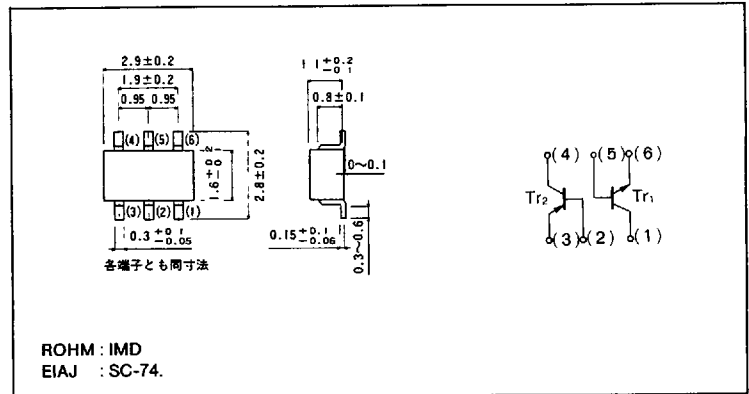 2.9±0.2
1.9±0.2
0.95 0.95
(4) (5) (6)
1.6 +0.2 −0.1
2.8±0.2
(3) (2) (1)
0.3 +0.1 −0.05
各端子とも同寸法
1.1 +0.2 −0.1
0.8±0.1
0~0.1
0.15 +0.1 −0.06
0.3~0.6
(4) (5) (6)
Tr₂ Tr₁
(3) (2) (1)
ROHM : IMD
EIAJ : SC-74.